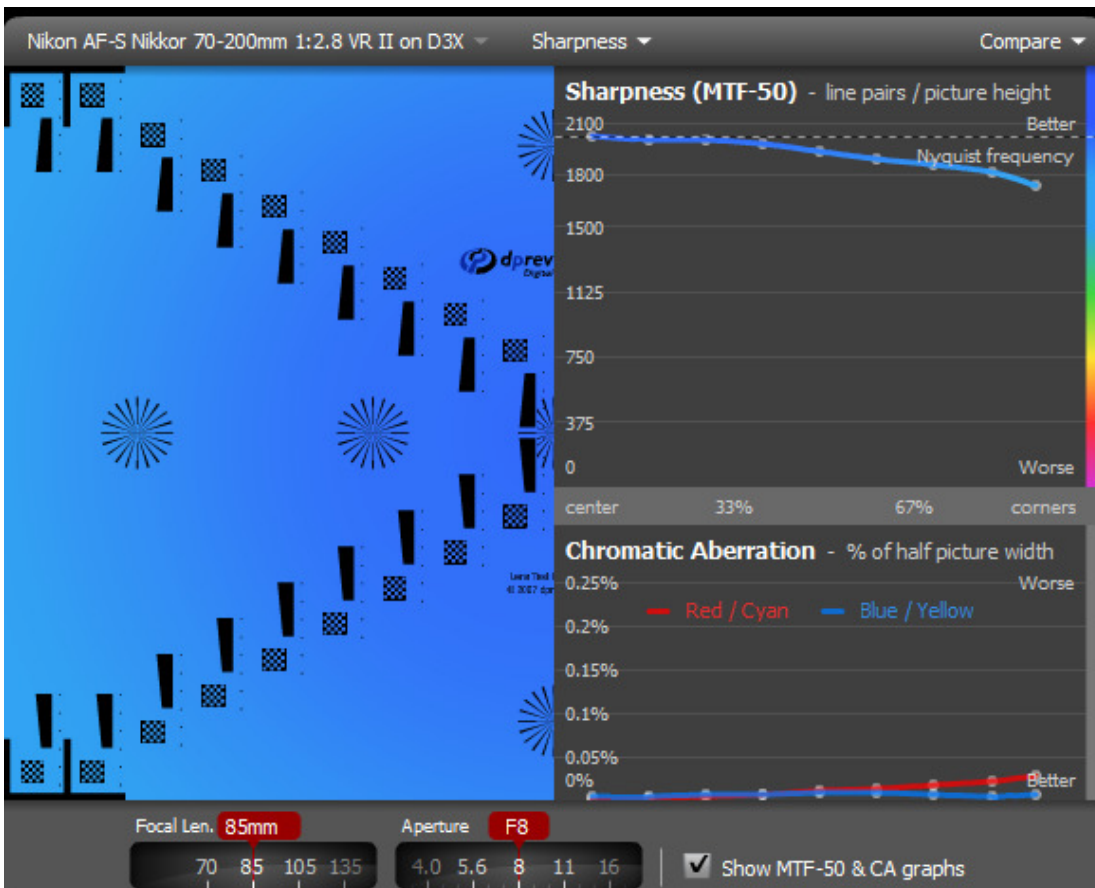 Nikon AF-S Nikkor 70-200mm 1:2.8 VR II on D3X
Sharpness
Compare
dprev
Digital
Sharpness (MTF-50) - line pairs / picture height
2100
Better
Nyquist frequency
1800
1500
1125
750
375
0
Worse
center 33% 67% corners
Chromatic Aberration - % of half picture width
0.25%
Worse
Red / Cyan
Blue / Yellow
0.2%
0.15%
0.1%
0.05%
0%
Better
© 2007 dpr
Focal Len. 85mm
Aperture F8
70 85 105 135
4.0 5.6 8 11 16
Show MTF-50 & CA graphs